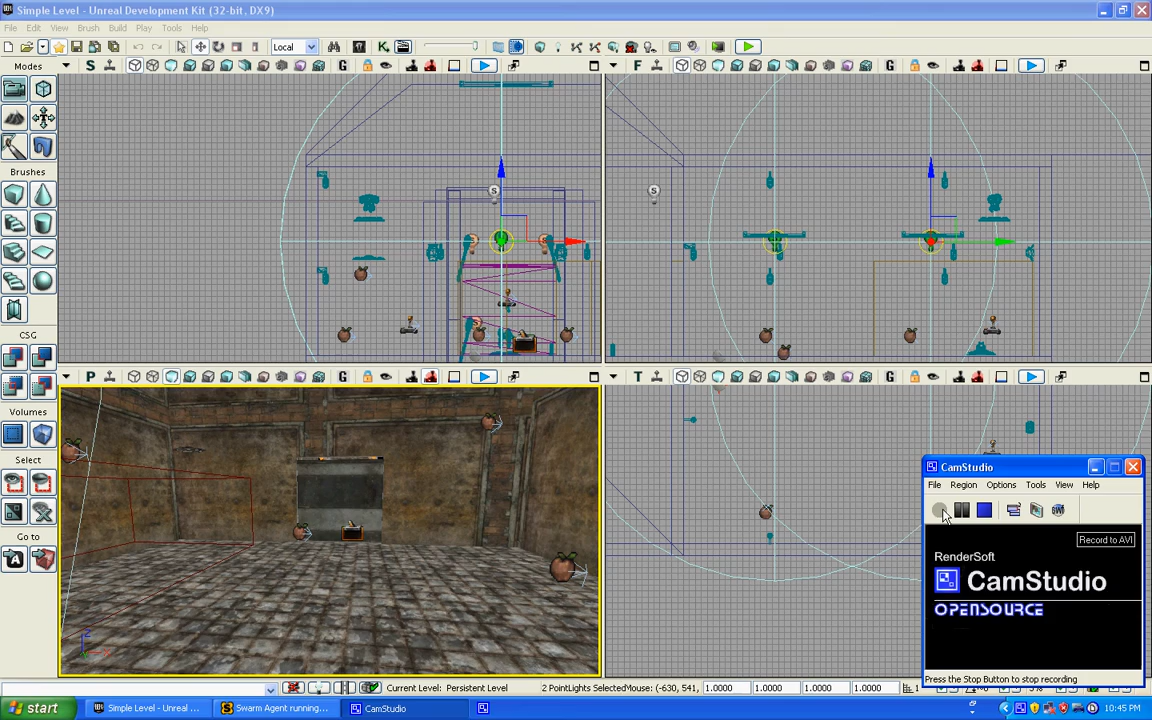 Simple Level - Unreal Development Kit (32-bit, DX9)
File Edit View Brush Build Play Tools Help
Local
Modes
S
G
F
G
Brushes
CSG
Volumes
Select
Go to
P
G
T
G
CamStudio
File Region Options Tools View Help
Record to AVI
RenderSoft
CamStudio
OPENSOURCE
Press the Stop Button to stop recording
Current Level: Persistent Level
2 PointLights Selected
Mouse: (-630, 541,
1.0000 1.0000 1.0000 1.0000
start
Simple Level - Unreal ...
Swarm Agent running...
CamStudio
10:45 PM